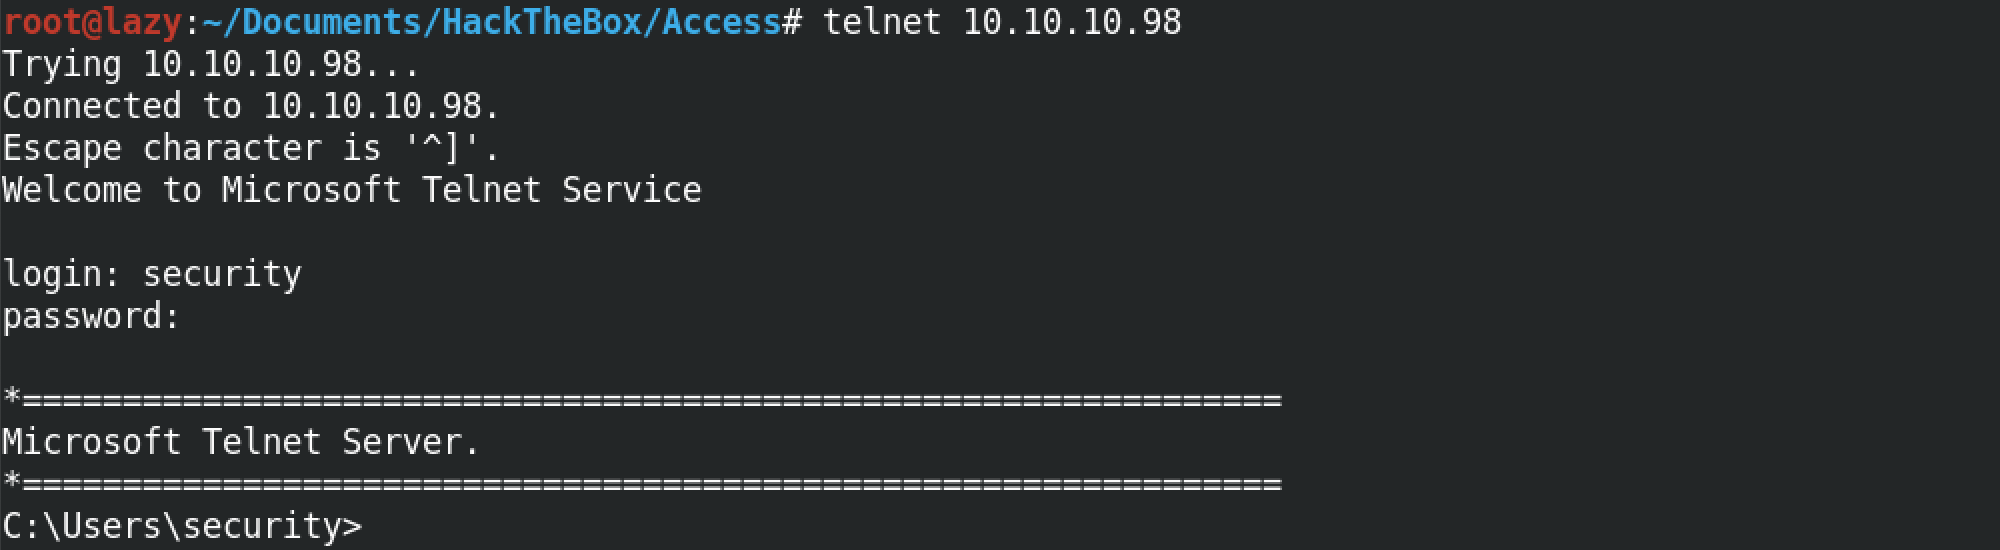 root@lazy:~/Documents/HackTheBox/Access# telnet 10.10.10.98
Trying 10.10.10.98...
Connected to 10.10.10.98.
Escape character is '^]'.
Welcome to Microsoft Telnet Service
login: security
password:
*===============================================================
Microsoft Telnet Server.
*===============================================================
C:\Users\security>